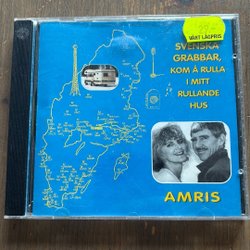 VÅRT LÅGPRIS
SVENSKA
GRABBAR,
KOM Å RULLA
I MITT
RULLANDE
HUS
AMRIS